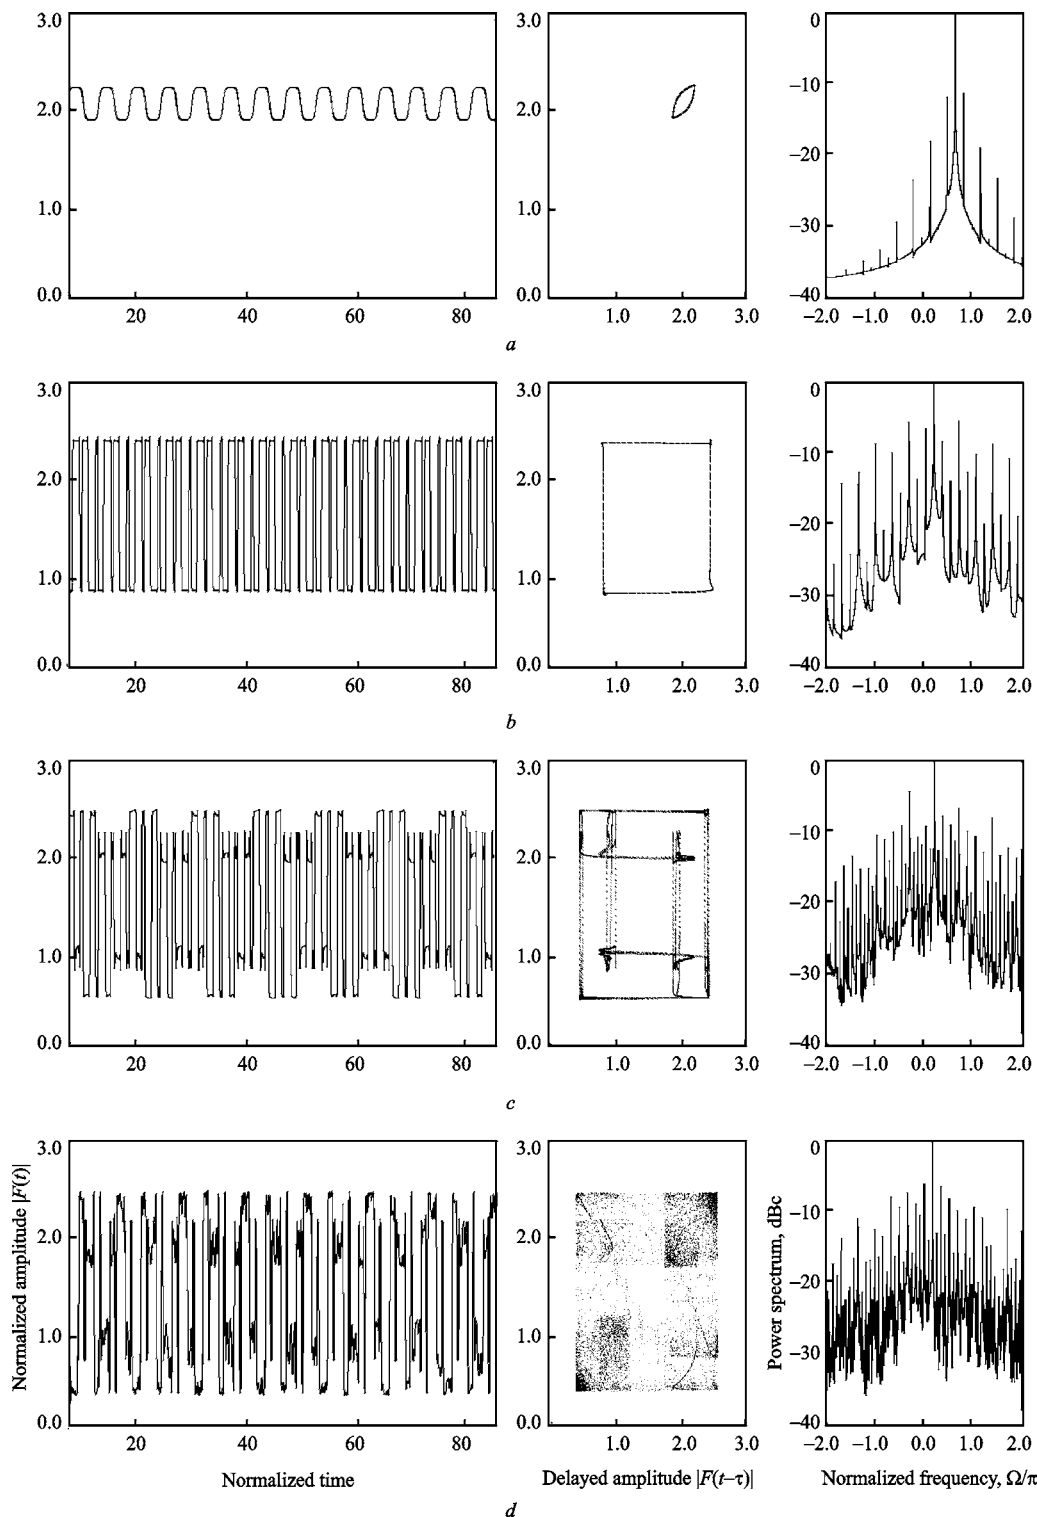 3.0 3.0 0
2.0 2.0 –10
–20
1.0 1.0 –30
0.0 0.0 –40
20 40 60 80 1.0 2.0 3.0 –2.0 –1.0 0.0 1.0 2.0
a
3.0 3.0 0
2.0 2.0 –10
–20
1.0 1.0 –30
0.0 0.0 –40
20 40 60 80 1.0 2.0 3.0 –2.0 –1.0 0.0 1.0 2.0
b
3.0 3.0 0
2.0 2.0 –10
–20
1.0 1.0 –30
0.0 0.0 –40
20 40 60 80 1.0 2.0 3.0 –2.0 –1.0 0.0 1.0 2.0
c
Normalized amplitude |F(t)|
3.0 3.0 0
2.0 2.0 –10
–20
1.0 1.0 –30
0.0 0.0 –40
Power spectrum, dBc
20 40 60 80 1.0 2.0 3.0 –2.0 –1.0 0.0 1.0 2.0
Normalized time Delayed amplitude |F(t–τ)| Normalized frequency, Ω/π
d